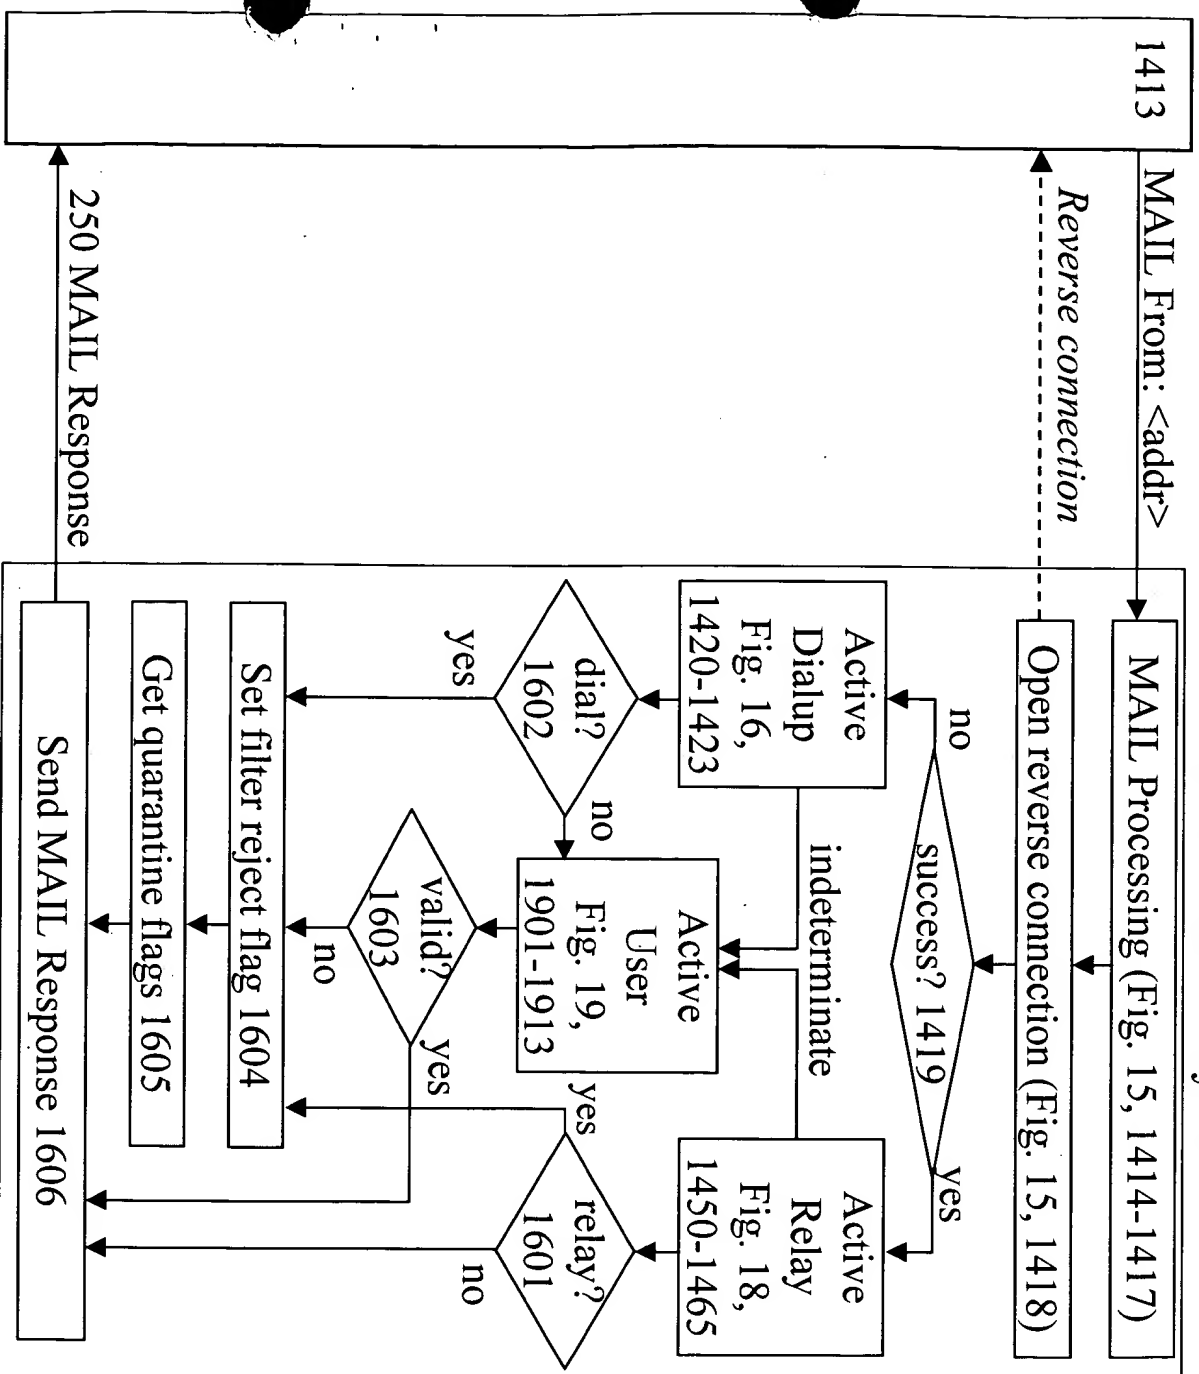 1413
MAIL From: <addr>
Reverse connection
250 MAIL Response
MAIL Processing (Fig. 15, 1414-1417)
Open reverse connection (Fig. 15, 1418)
success? 1419
no
yes
Active
Dialup
Fig. 16,
1420-1423
indeterminate
Active
Relay
Fig. 18,
1450-1465
dial?
1602
no
yes
Active
User
Fig. 19,
1901-1913
relay?
1601
yes
no
valid?
1603
yes
no
Set filter reject flag 1604
Get quarantine flags 1605
Send MAIL Response 1606